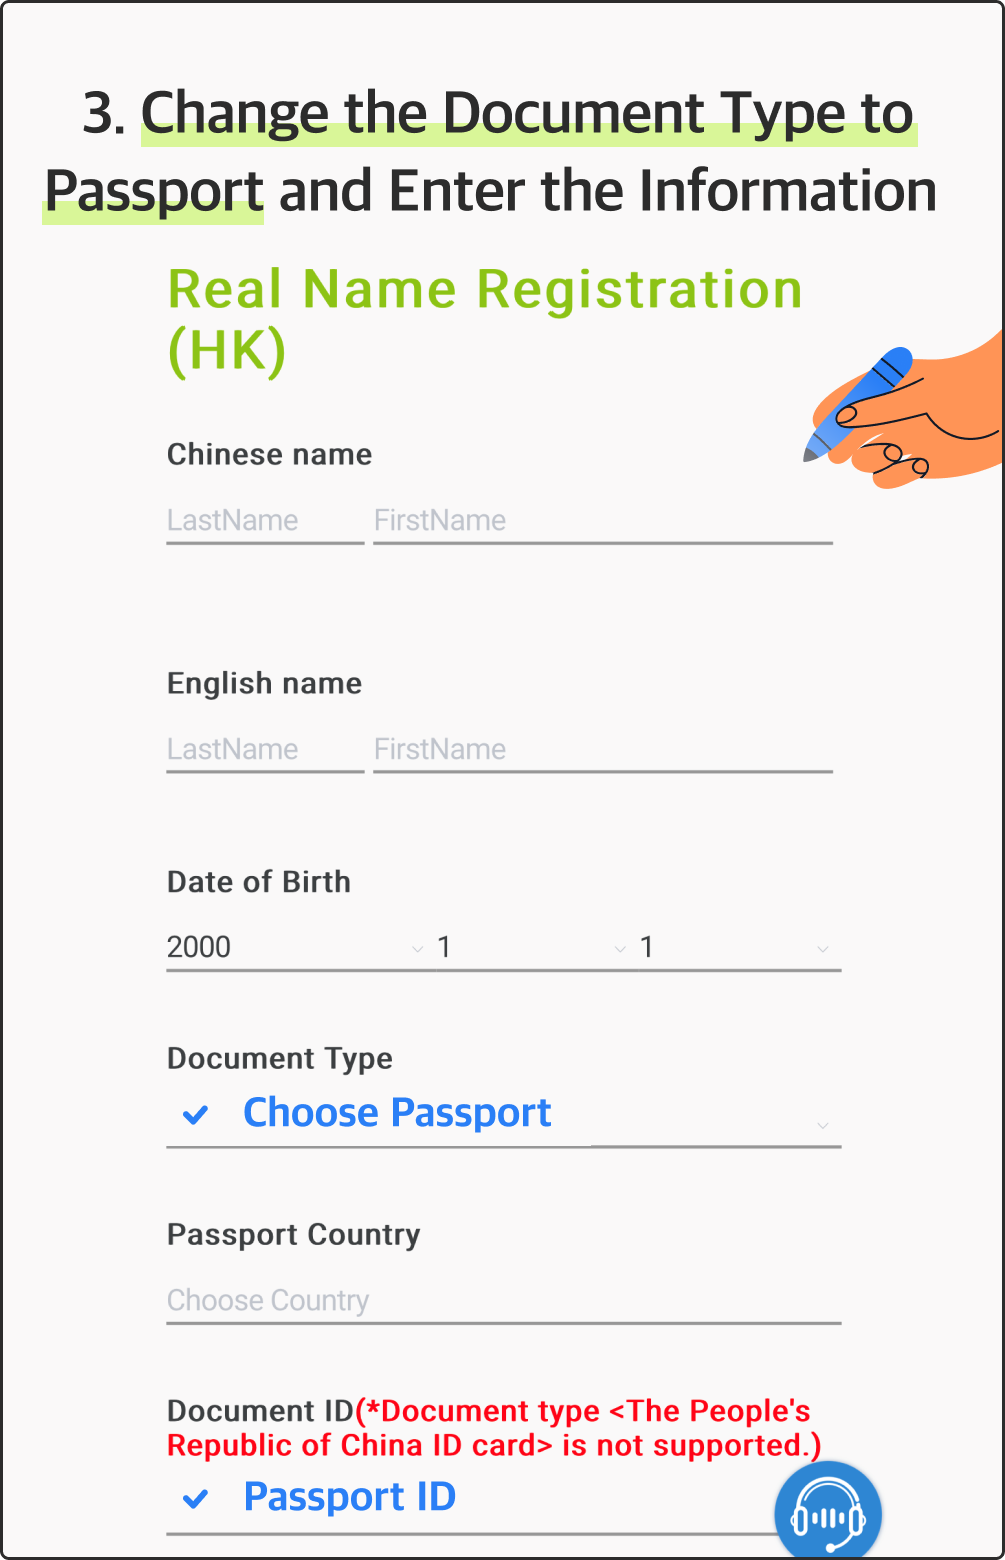 3. Change the Document Type to
Passport and Enter the Information
Real Name Registration
(HK)
Chinese name
LastName FirstName
English name
LastName FirstName
Date of Birth
2000 1 1
Document Type
Choose Passport
Passport Country
Choose Country
Document ID(*Document type <The People's
Republic of China ID card> is not supported.)
Passport ID